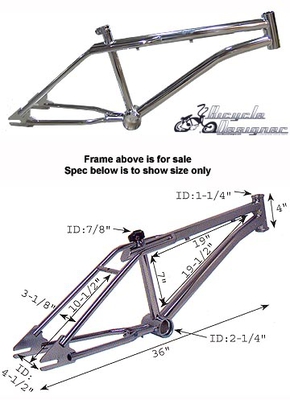 Bicycle
Designer
Frame above is for sale
Spec below is to show size only
ID:1-1/4"
4"
ID:7/8"
19"
19-1/2"
7"
10-1/2"
3-1/8"
ID:2-1/4"
36"
ID:
4-1/2"